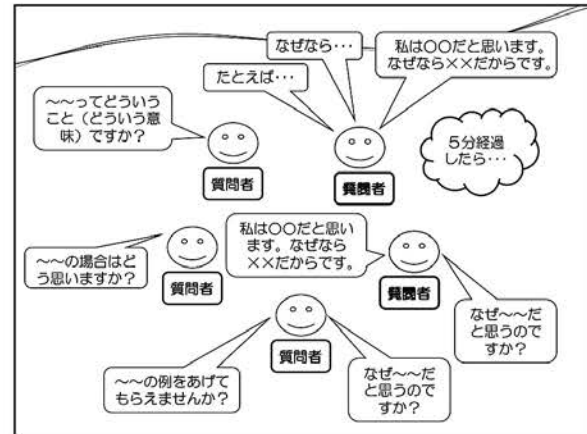 なぜなら・・・
私は〇〇だと思います。
なぜなら××だからです。
たとえば・・・
～～ってどういう
こと（どういう意
味）ですか？
5分経過
したら・・・
質問者
私は〇〇だと思い
ます。なぜなら
××だからです。
～～の場合はど
う思いますか？
質問者
なぜ～～だ
と思うので
すか？
質問者
～～の例をあげて
もらえませんか？
なぜ～～だ
と思うので
すか？